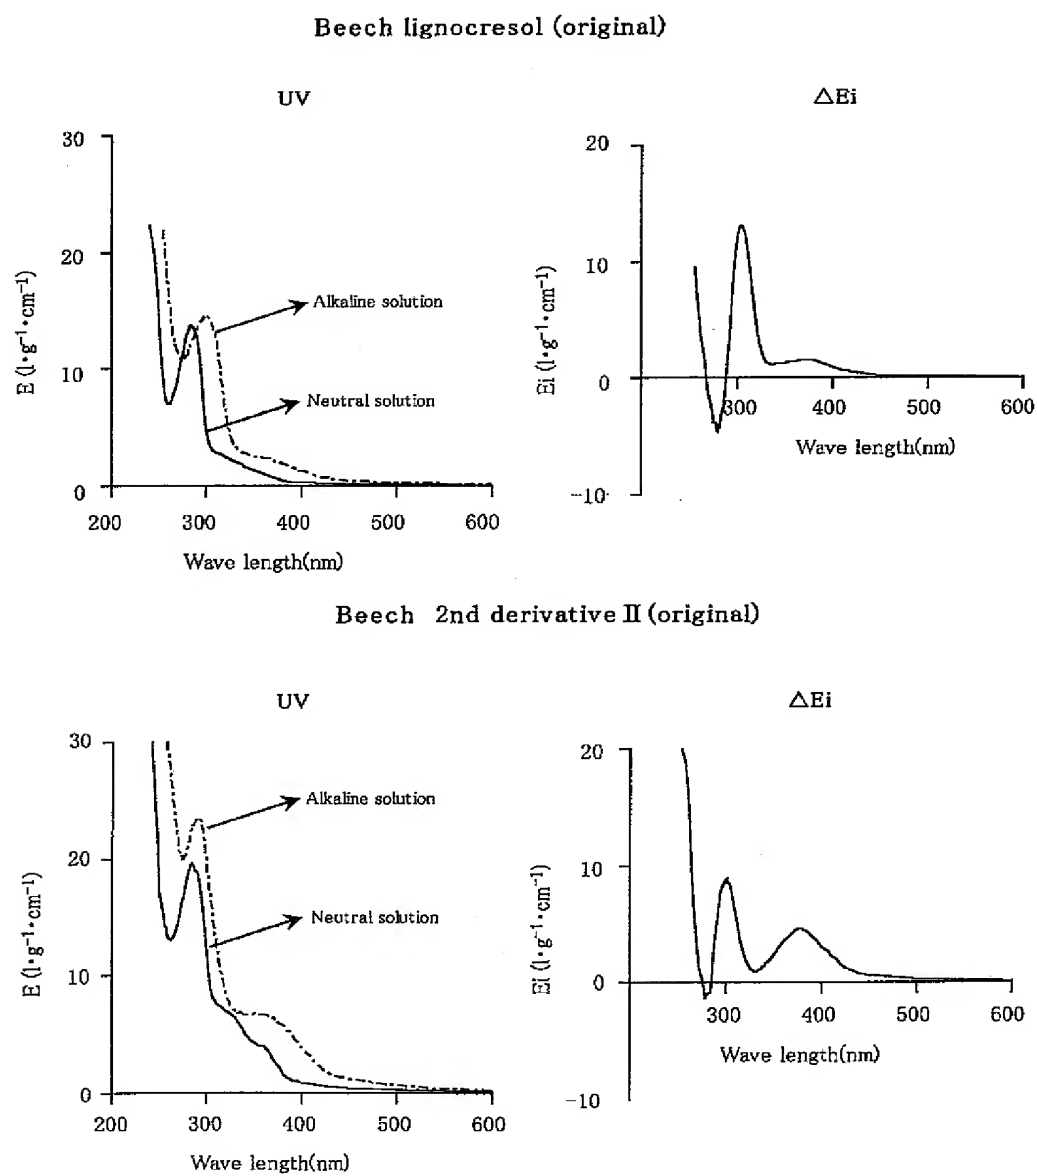 Beech lignocresol (original)
UV
△Ei
30
20
10
0
E (l·g⁻¹·cm⁻¹)
Alkaline solution
Neutral solution
200 300 400 500 600
Wave length(nm)
20
10
0
-10
Ei (l·g⁻¹·cm⁻¹)
300 400 500 600
Wave length(nm)
Beech 2nd derivative II (original)
UV
△Ei
30
20
10
0
E (l·g⁻¹·cm⁻¹)
Alkaline solution
Neutral solution
200 300 400 500 600
Wave length(nm)
20
10
0
-10
Ei (l·g⁻¹·cm⁻¹)
300 400 500 600
Wave length(nm)